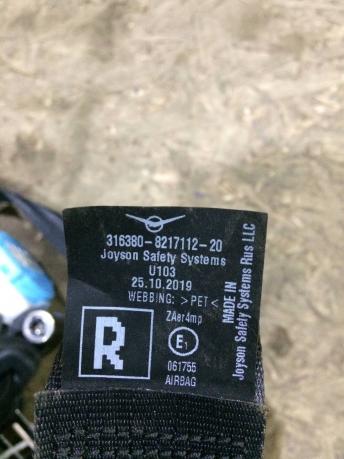 316380-8217112-20
Joyson Safety Systems
U103
25.10.2019
WEBBING: >PET<
R
ZAer4mp
E1
061755
AIRBAG
MADE IN
Joyson Safety Systems Rus LLC